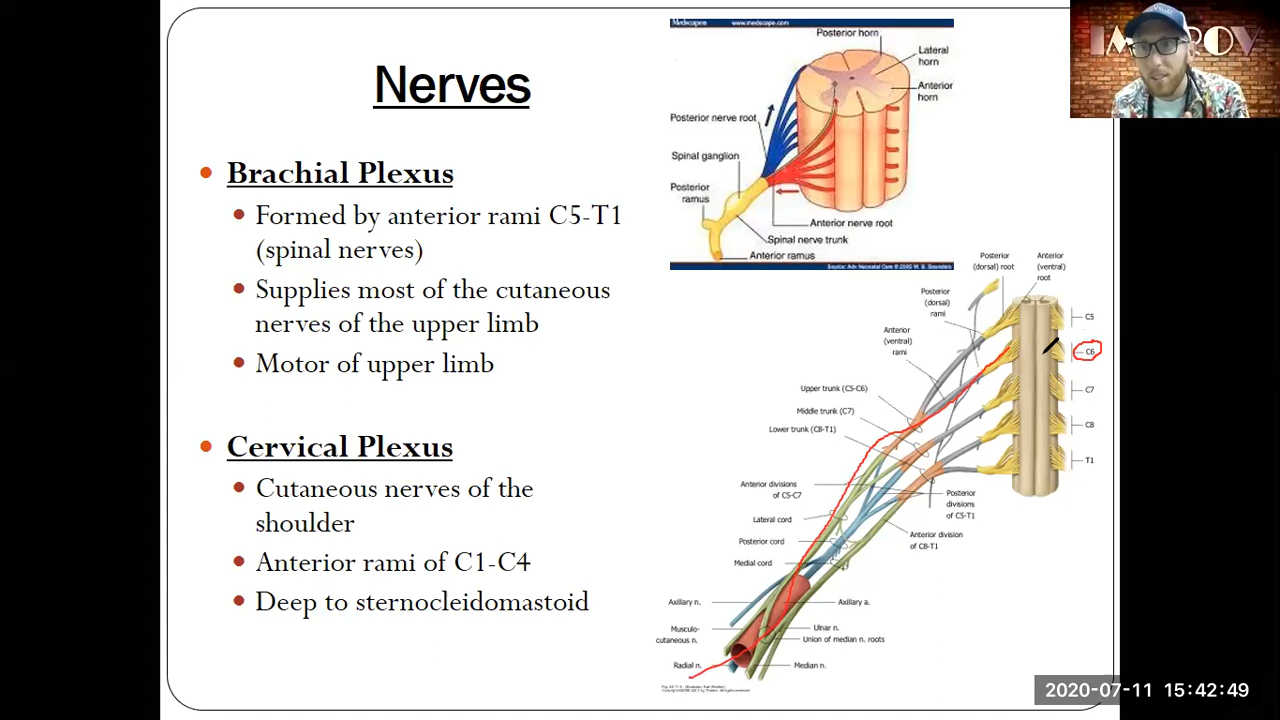 Nerves
Brachial Plexus
Formed by anterior rami C5-T1
(spinal nerves)
Supplies most of the cutaneous
nerves of the upper limb
Motor of upper limb
Cervical Plexus
Cutaneous nerves of the
shoulder
Anterior rami of C1-C4
Deep to sternocleidomastoid
Medscape® www.medscape.com
Posterior horn
Lateral
horn
Anterior
horn
Posterior nerve root
Spinal ganglion
Posterior
ramus
Anterior nerve root
Spinal nerve trunk
Anterior ramus
Source: Adv Neonatal Care © 2005 W. B. Saunders
Posterior
(dorsal) root
Anterior
(ventral)
root
Posterior
(dorsal)
rami
Anterior
(ventral)
rami
C5
C6
C7
C8
T1
Upper trunk (C5-C6)
Middle trunk (C7)
Lower trunk (C8-T1)
Anterior divisions
of C5-C7
Lateral cord
Posterior cord
Medial cord
Posterior
divisions
of C5-T1
Anterior division
of C8-T1
Axillary n.
Musculo-
cutaneous n.
Radial n.
Axillary a.
Ulnar n.
Union of median n. roots
Median n.
IMPROV
2020-07-11 15:42:49